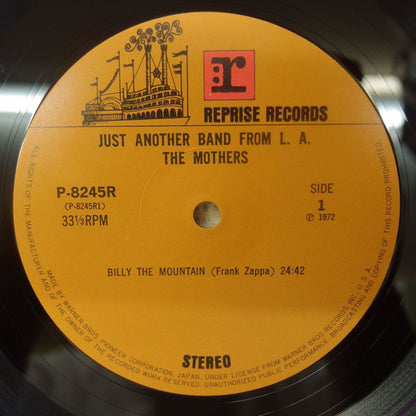 r
REPRISE RECORDS
JUST ANOTHER BAND FROM L. A.
THE MOTHERS
P-8245R
(P-8245R1)
33⅓RPM
SIDE
1
Ⓟ 1972
BILLY THE MOUNTAIN (Frank Zappa) 24:42
STEREO
ALL RIGHTS OF THE MANUFACTURER AND OF THE OWNER OF THE RECORDED WORK RESERVED. UNAUTHORIZED PUBLIC PERFORMANCE, BROADCASTING AND COPYING OF THIS RECORD PROHIBITED.
MADE BY WARNER BROS.-PIONEER CORPORATION, JAPAN, UNDER LICENSE FROM WARNER BROS. RECORDS INC., U. S. A.